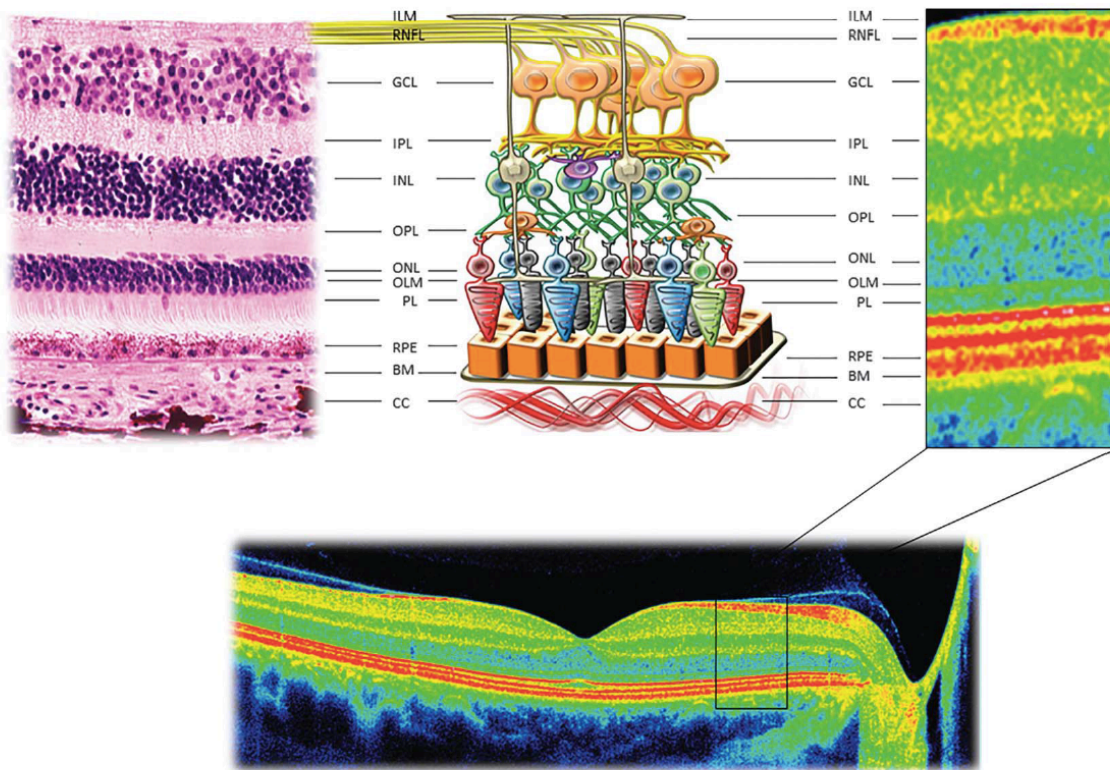 ILM
RNFL
GCL
IPL
INL
OPL
ONL
OLM
PL
RPE
BM
CC
ILM
RNFL
GCL
IPL
INL
OPL
ONL
OLM
PL
RPE
BM
CC